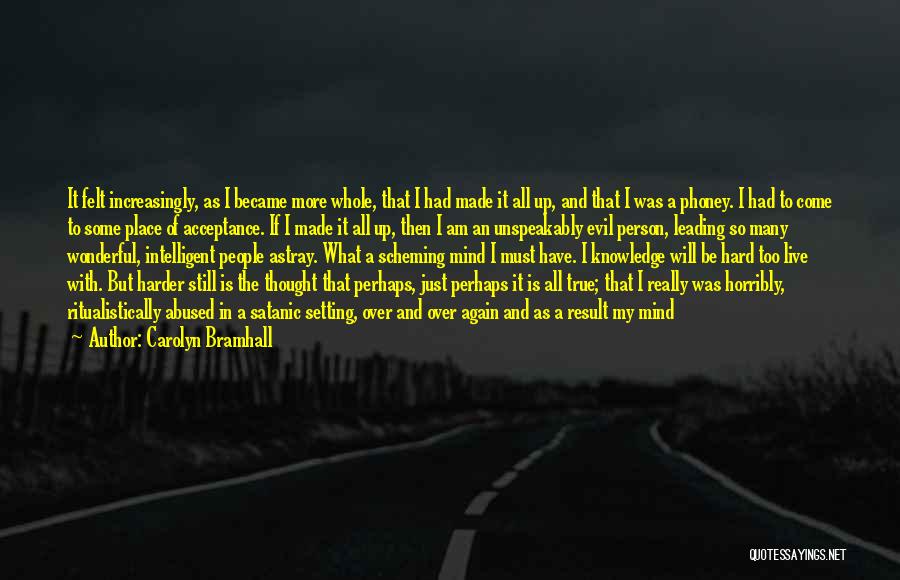 It felt increasingly, as I became more whole, that I had made it all up, and that I was a phoney. I had to come
to some place of acceptance. If I made it all up, then I am an unspeakably evil person, leading so many
wonderful, intelligent people astray. What a scheming mind I must have. I knowledge will be hard too live
with. But harder still is the thought that perhaps, just perhaps it is all true; that I really was horribly,
ritualistically abused in a satanic setting, over and over again and as a result my mind
~ Author: Carolyn Bramhall
QUOTESSAYINGS.NET